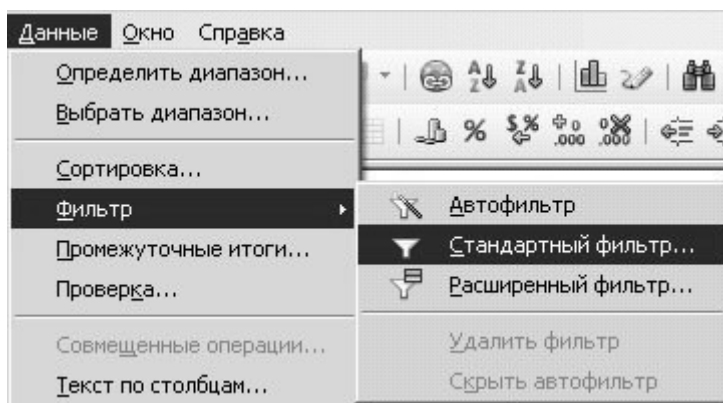 Данные Окно Справка
Определить диапазон...
Выбрать диапазон...
Сортировка...
Фильтр
Промежуточные итоги...
Проверка...
Совмещенные операции...
Текст по столбцам...
Автофильтр
Стандартный фильтр...
Расширенный фильтр...
Удалить фильтр
Скрыть автофильтр